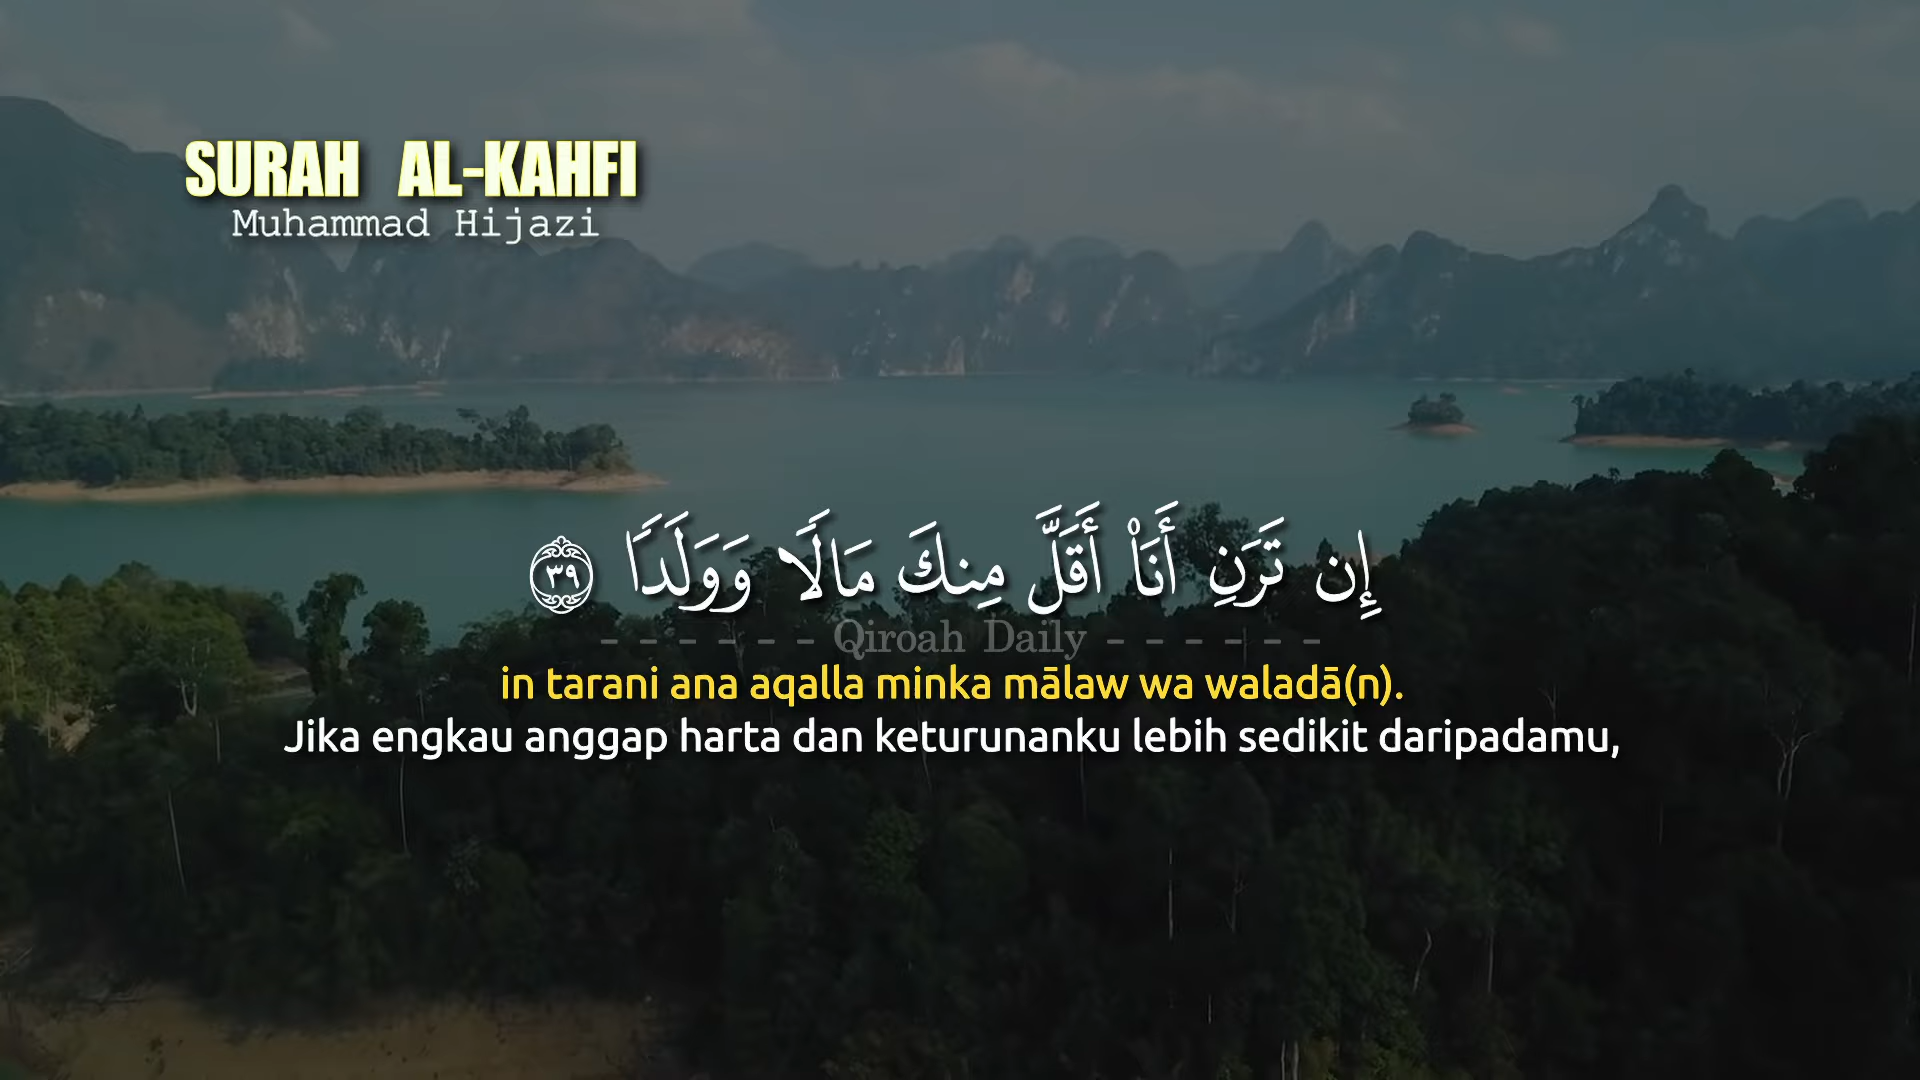 SURAH AL-KAHFI
Muhammad Hijazi
إِن تَرَنِ أَنَا۠ أَقَلَّ مِنكَ مَالًا وَوَلَدًا ٣٩
- - - - - - Qiroah Daily - - - - - -
in tarani ana aqalla minka mālaw wa waladā(n).
Jika engkau anggap harta dan keturunanku lebih sedikit daripadamu,